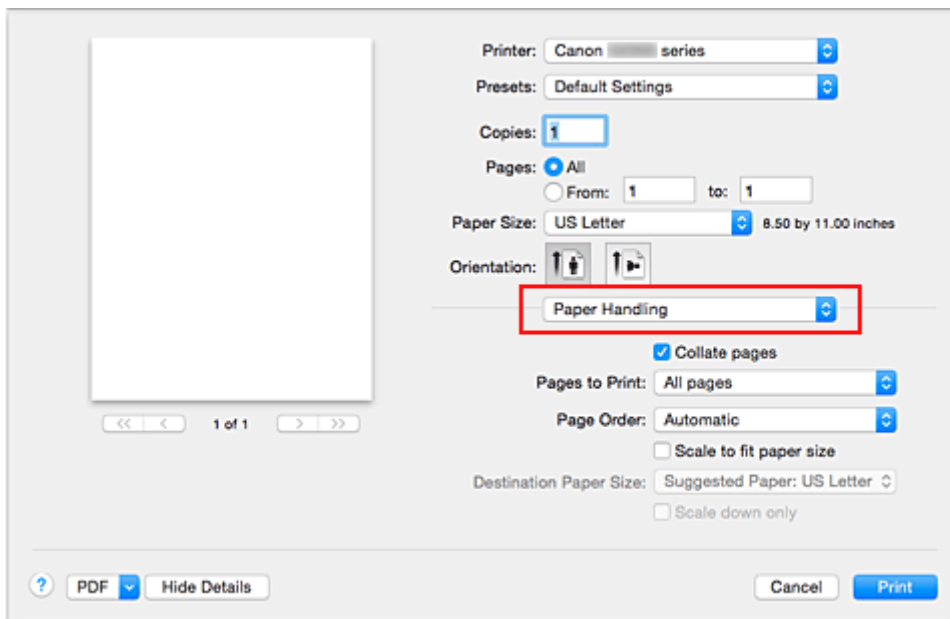 Printer: Canon series
Presets: Default Settings
Copies: 1
Pages: All
From: 1 to: 1
Paper Size: US Letter 8.50 by 11.00 inches
Orientation:
Paper Handling
Collate pages
Pages to Print: All pages
Page Order: Automatic
Scale to fit paper size
Destination Paper Size: Suggested Paper: US Letter
Scale down only
<< < 1 of 1 > >>
? PDF Hide Details Cancel Print